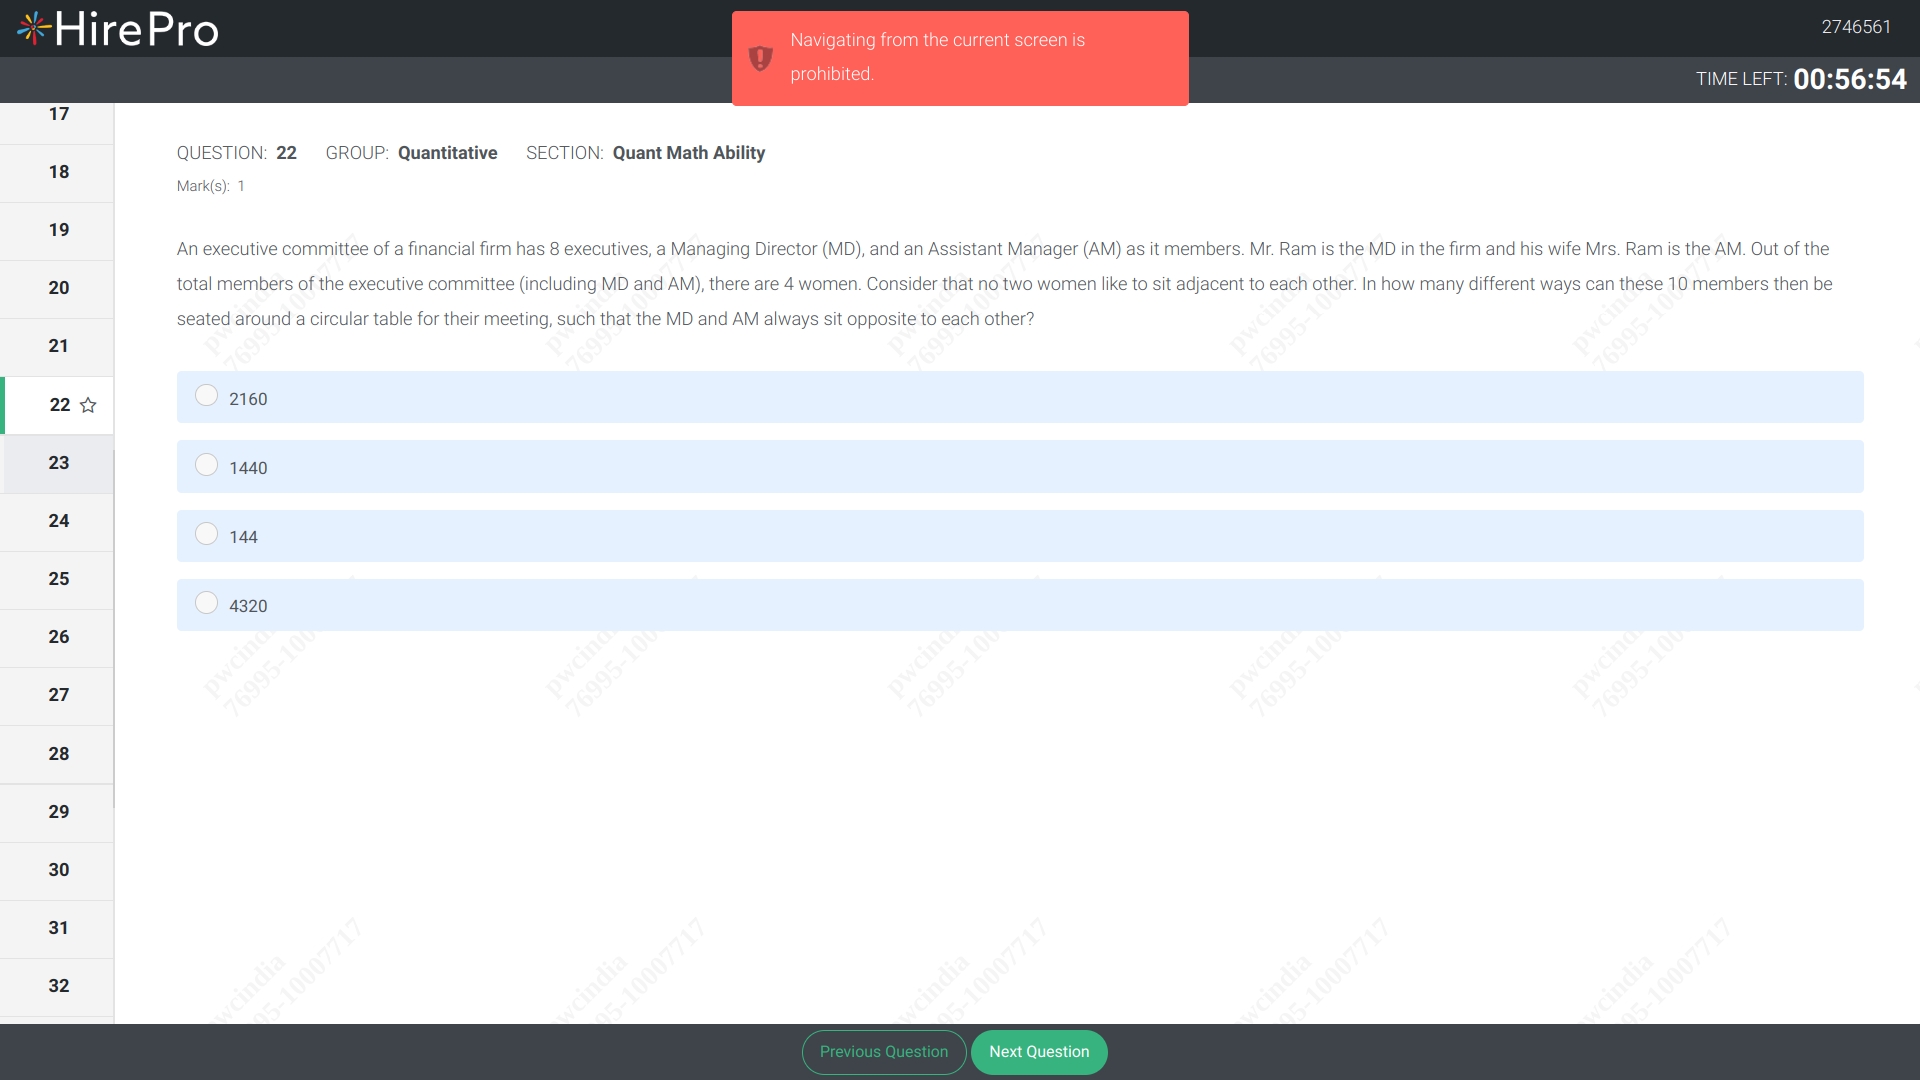 HirePro
2746561
Navigating from the current screen is
prohibited.
TIME LEFT: 00:56:54
17
18
19
20
21
22
23
24
25
26
27
28
29
30
31
32
QUESTION: 22 GROUP: Quantitative SECTION: Quant Math Ability
Mark(s): 1
An executive committee of a financial firm has 8 executives, a Managing Director (MD), and an Assistant Manager (AM) as it members. Mr. Ram is the MD in the firm and his wife Mrs. Ram is the AM. Out of the
total members of the executive committee (including MD and AM), there are 4 women. Consider that no two women like to sit adjacent to each other. In how many different ways can these 10 members then be
seated around a circular table for their meeting, such that the MD and AM always sit opposite to each other?
2160
1440
144
4320
pwcindia
76995-10007717
Previous Question
Next Question